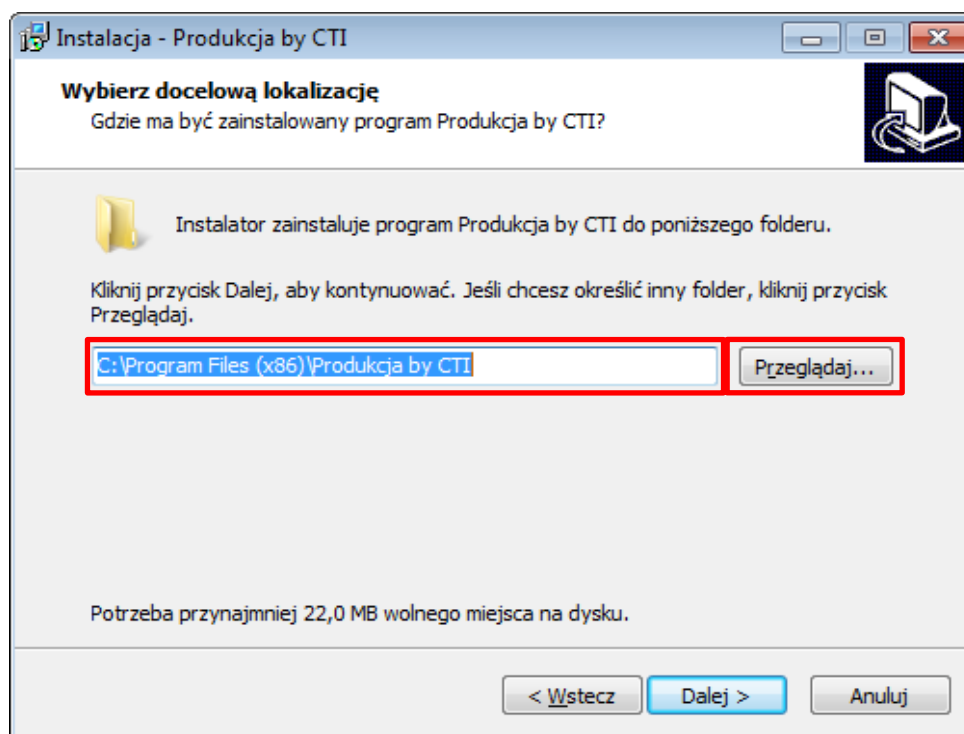 Instalacja - Produkcja by CTI
Wybierz docelową lokalizację
Gdzie ma być zainstalowany program Produkcja by CTI?
Instalator zainstaluje program Produkcja by CTI do poniższego folderu.
Kliknij przycisk Dalej, aby kontynuować. Jeśli chcesz określić inny folder, kliknij przycisk
Przeglądaj.
C:\Program Files (x86)\Produkcja by CTI
Przeglądaj...
Potrzeba przynajmniej 22,0 MB wolnego miejsca na dysku.
< Wstecz
Dalej >
Anuluj